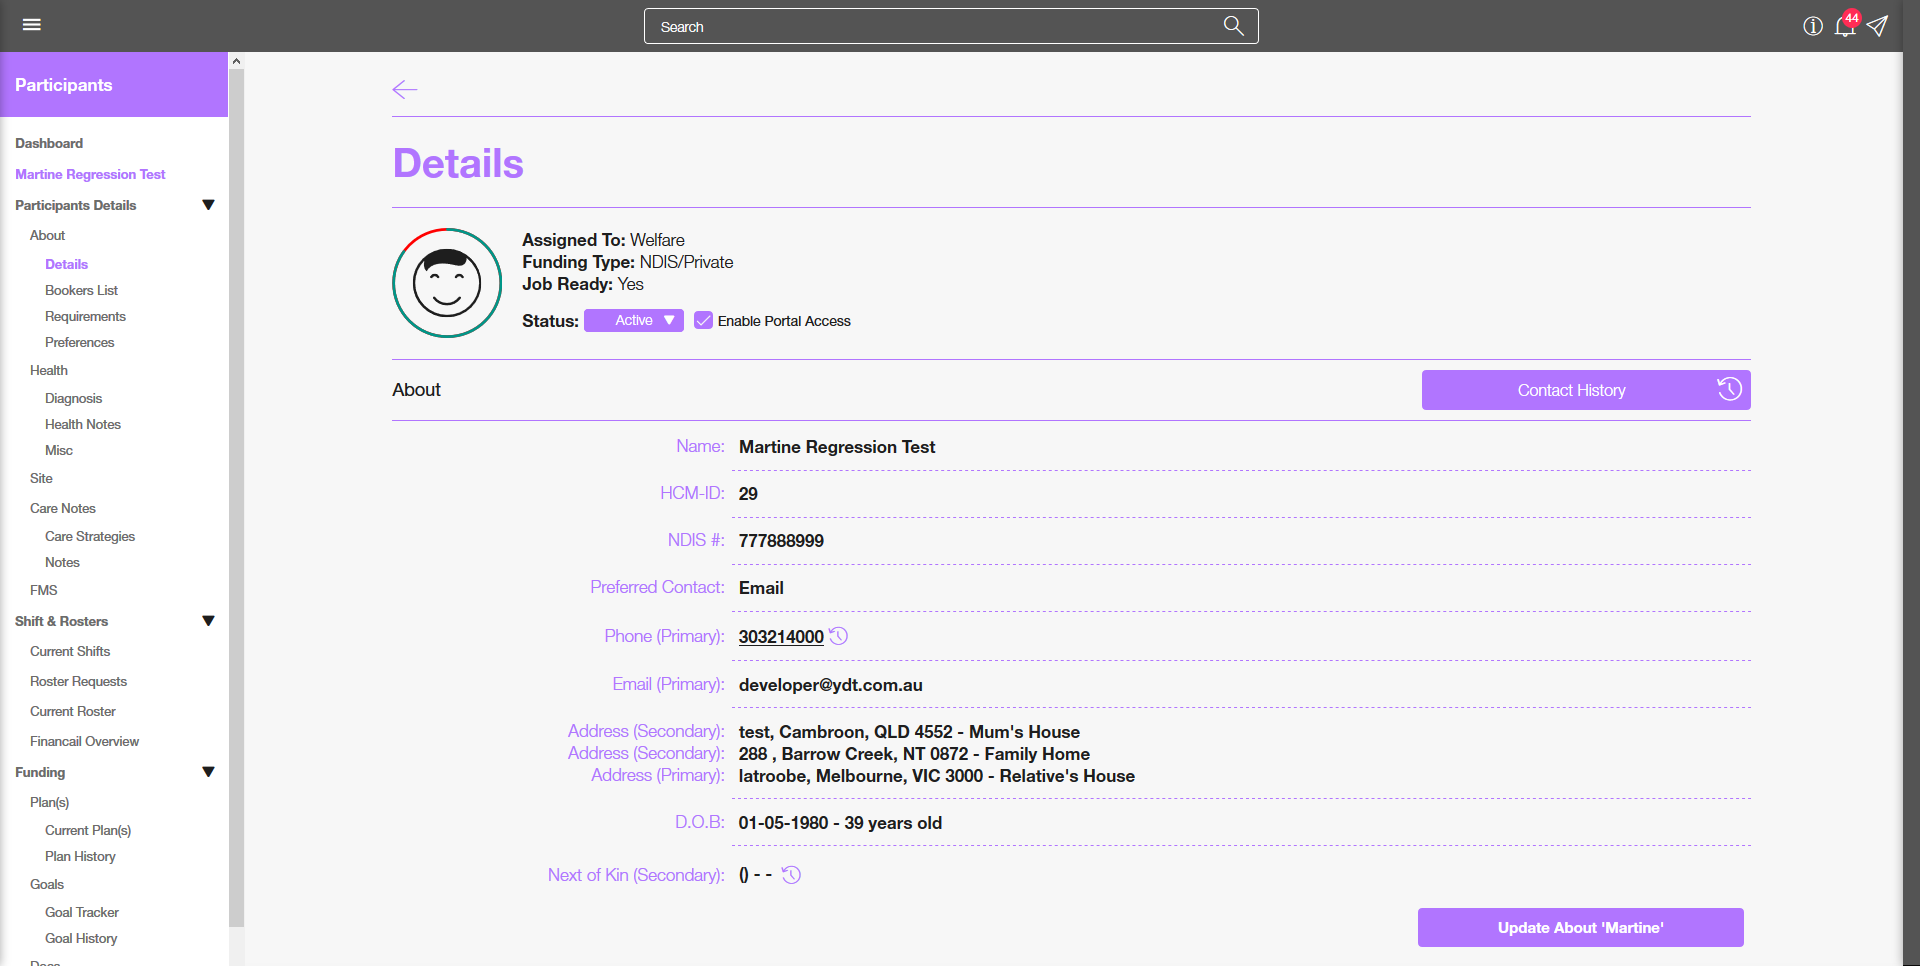 Search
44
Participants
Dashboard
Martine Regression Test
Participants Details
About
Details
Bookers List
Requirements
Preferences
Health
Diagnosis
Health Notes
Misc
Site
Care Notes
Care Strategies
Notes
FMS
Shift & Rosters
Current Shifts
Roster Requests
Current Roster
Financail Overview
Funding
Plan(s)
Current Plan(s)
Plan History
Goals
Goal Tracker
Goal History
Details
Assigned To: Welfare
Funding Type: NDIS/Private
Job Ready: Yes
Status: Active Enable Portal Access
About
Contact History
Name: Martine Regression Test
HCM-ID: 29
NDIS #: 777888999
Preferred Contact: Email
Phone (Primary): 303214000
Email (Primary): developer@ydt.com.au
Address (Secondary): test, Cambroon, QLD 4552 - Mum's House
Address (Secondary): 288 , Barrow Creek, NT 0872 - Family Home
Address (Primary): latroobe, Melbourne, VIC 3000 - Relative's House
D.O.B: 01-05-1980 - 39 years old
Next of Kin (Secondary): () - -
Update About 'Martine'